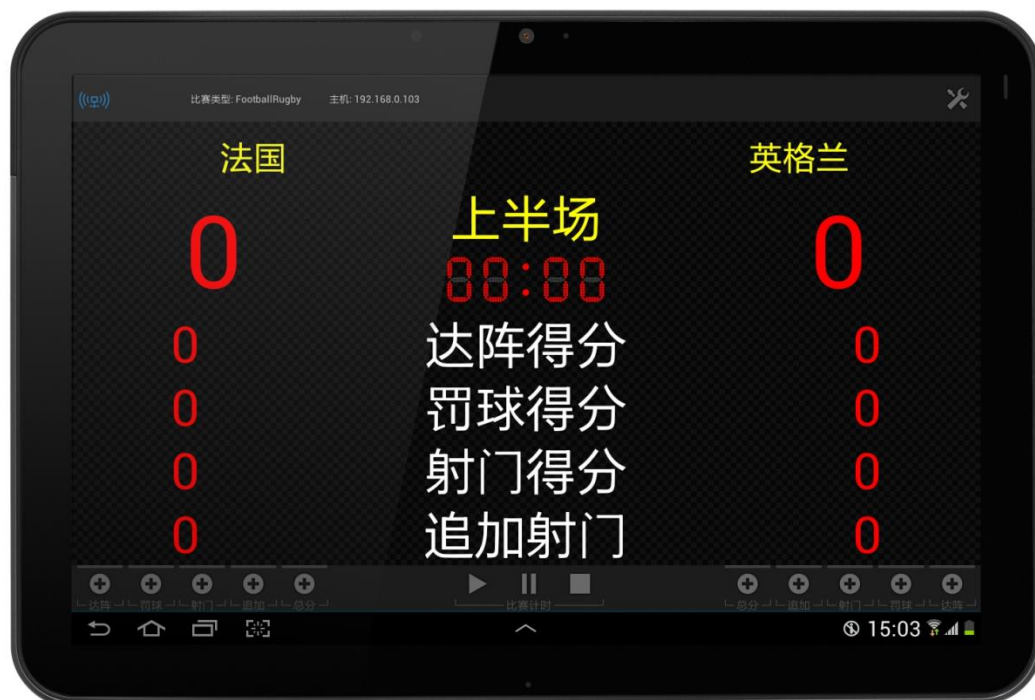 比赛类型: FootballRugby 主机: 192.168.0.103
法国 英格兰
上半场
0 0
00:00
0 达阵得分 0
0 罚球得分 0
0 射门得分 0
0 追加射门 0
达阵 罚球 射门 追加 总分 比赛计时 总分 追加 射门 罚球 达阵
15:03